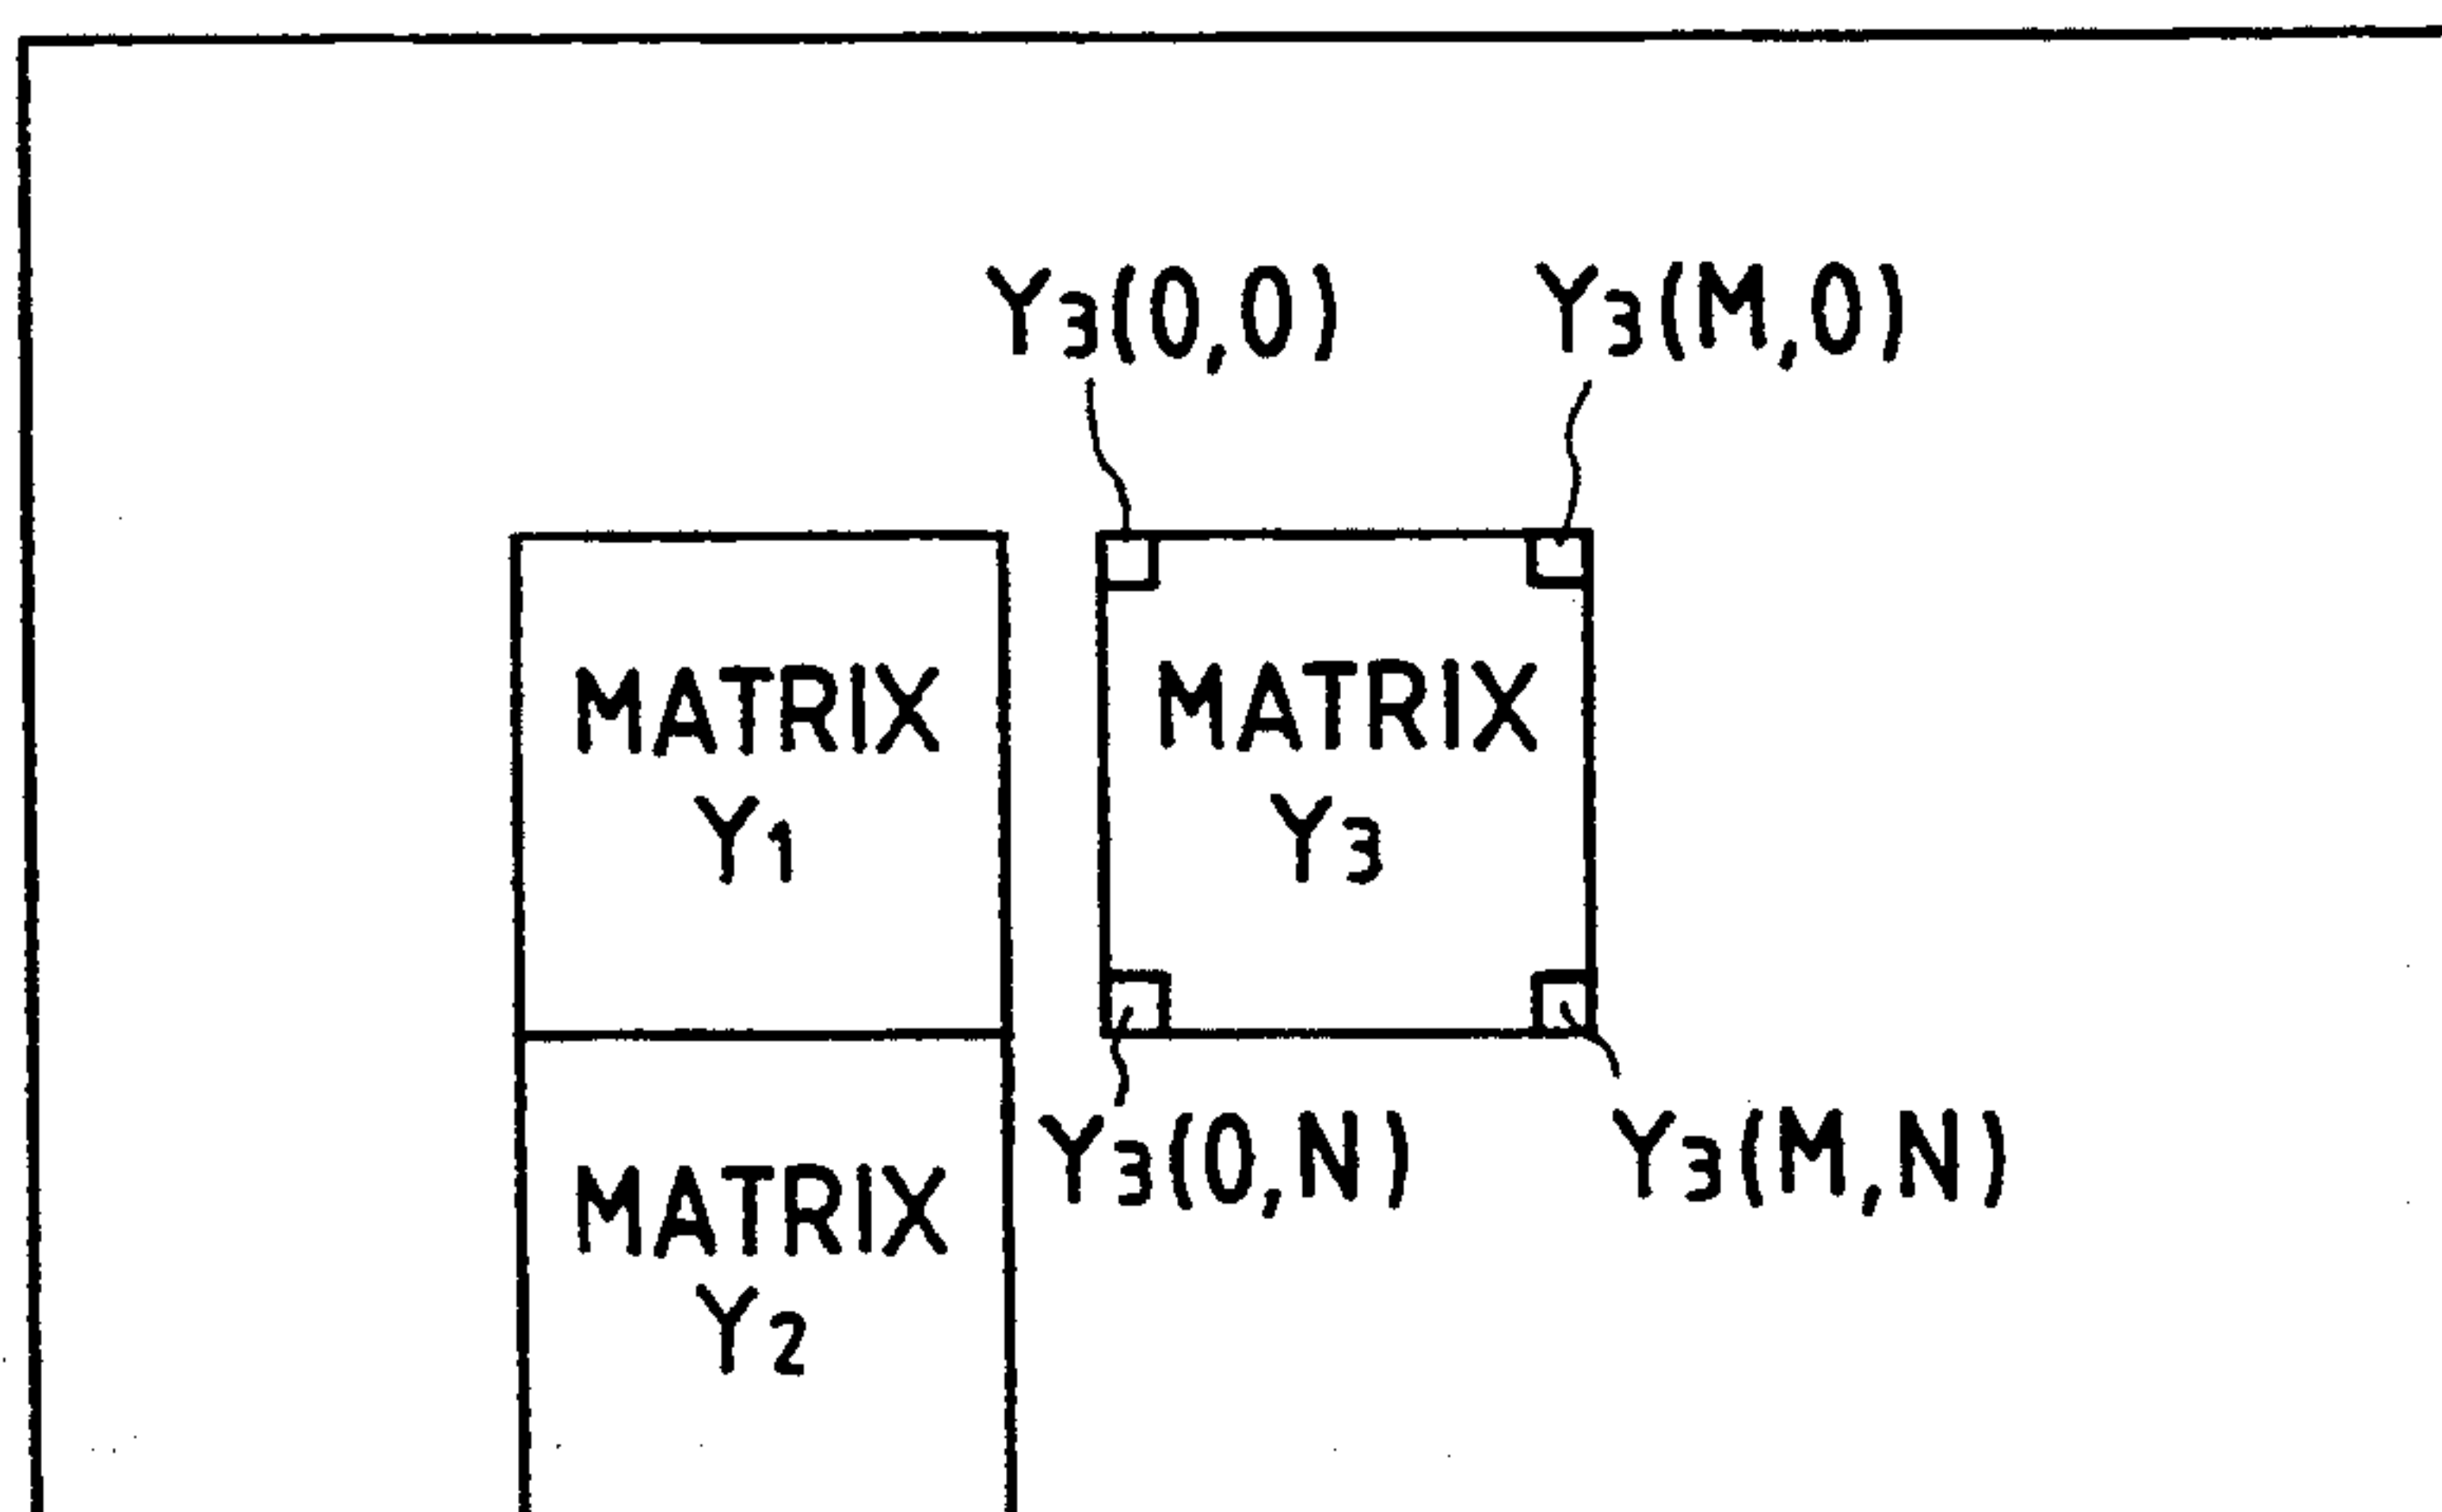 Y3(0,0) Y3(M,0)
MATRIX
Y1
MATRIX
Y3
Y3(0,N) Y3(M,N)
MATRIX
Y2